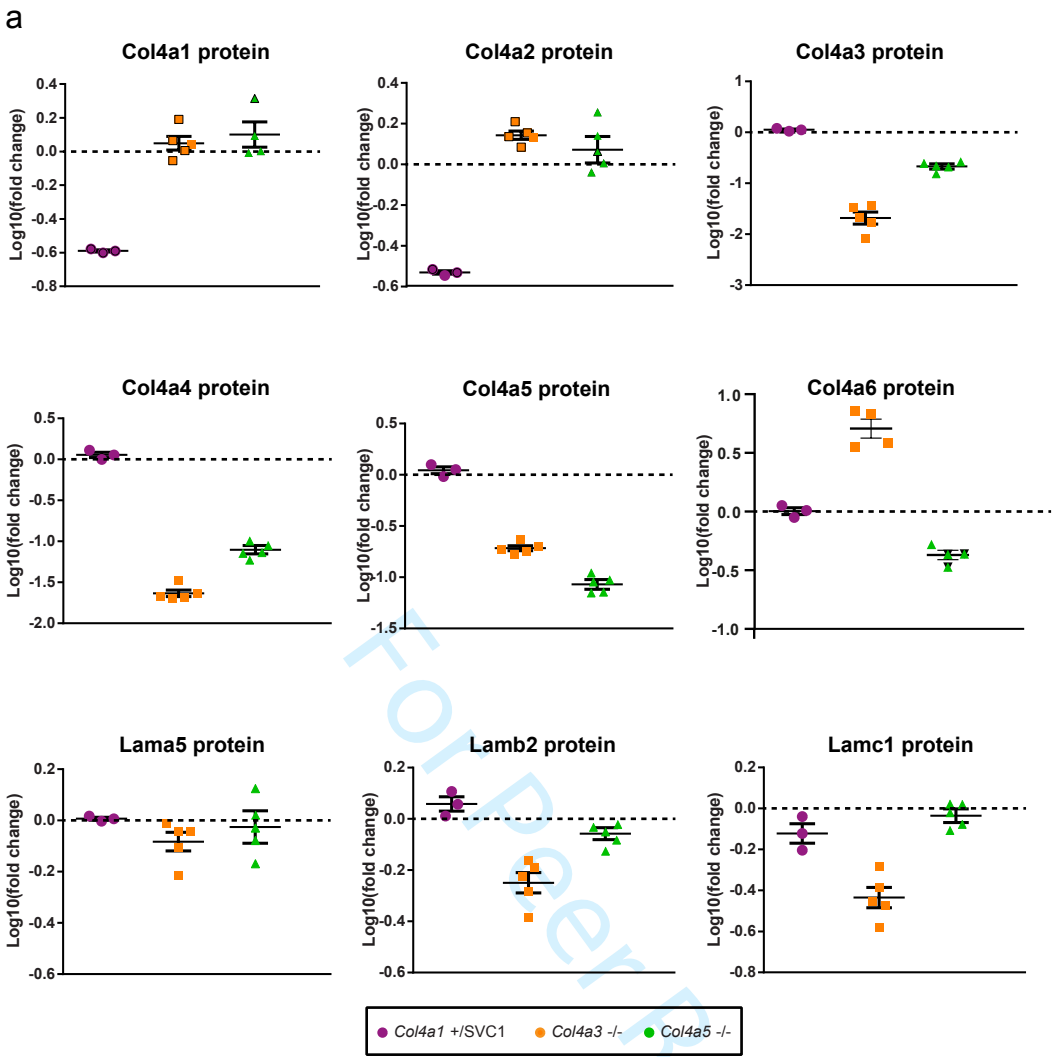 a
Col4a1 protein
Col4a2 protein
Col4a3 protein
Log10(fold change)
0.4
0.2
0.0
-0.2
-0.4
-0.6
-0.8
Log10(fold change)
0.4
0.2
0.0
-0.2
-0.4
-0.6
Log10(fold change)
1
0
-1
-2
-3
Col4a4 protein
Col4a5 protein
Col4a6 protein
Log10(fold change)
0.5
0.0
-0.5
-1.0
-1.5
-2.0
Log10(fold change)
0.5
0.0
-0.5
-1.0
-1.5
Log10(fold change)
1.0
0.5
0.0
-0.5
-1.0
Lama5 protein
Lamb2 protein
Lamc1 protein
Log10(fold change)
0.2
0.0
-0.2
-0.4
-0.6
Log10(fold change)
0.2
0.0
-0.2
-0.4
-0.6
Log10(fold change)
0.2
0.0
-0.2
-0.4
-0.6
-0.8
For Peer R
Col4a1 +/SVC1
Col4a3 -/-
Col4a5 -/-